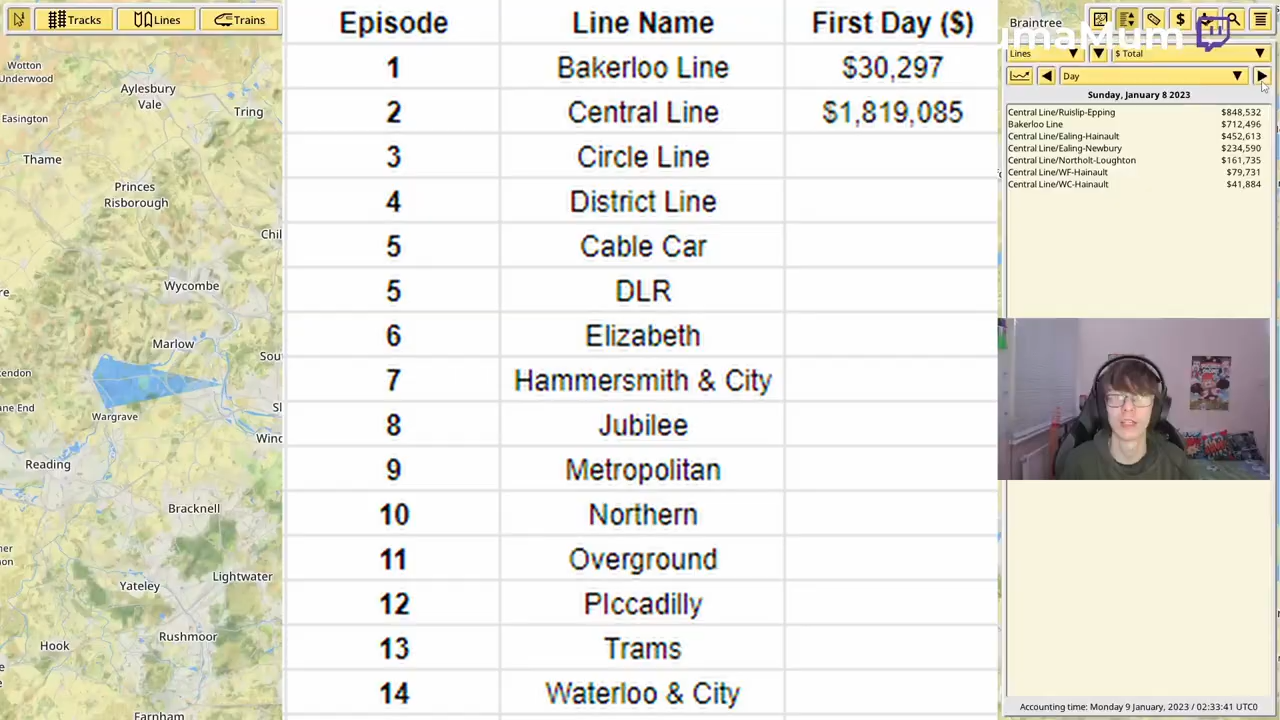 Tracks
Lines
Trains
Wotton
Underwood
Aylesbury
Vale
Tring
Easington
Thame
Princes
Risborough
Wycombe
Marlow
Wargrave
Reading
Bracknell
Lightwater
Yateley
Rushmoor
Hook
Farnham
Episode Line Name First Day ($)
1 Bakerloo Line $30,297
2 Central Line $1,819,085
3 Circle Line
4 District Line
5 Cable Car
5 DLR
6 Elizabeth
7 Hammersmith & City
8 Jubilee
9 Metropolitan
10 Northern
11 Overground
12 PIccadilly
13 Trams
14 Waterloo & City
Braintree
umaMum
Lines $ Total
Day
Sunday, January 8 2023
Central Line/Ruislip-Epping $848,532
Bakerloo Line $712,496
Central Line/Ealing-Hainault $452,613
Central Line/Ealing-Newbury $234,590
Central Line/Northolt-Loughton $161,735
Central Line/WF-Hainault $79,731
Central Line/WC-Hainault $41,884
Accounting time: Monday 9 January, 2023 / 02:33:41 UTC0